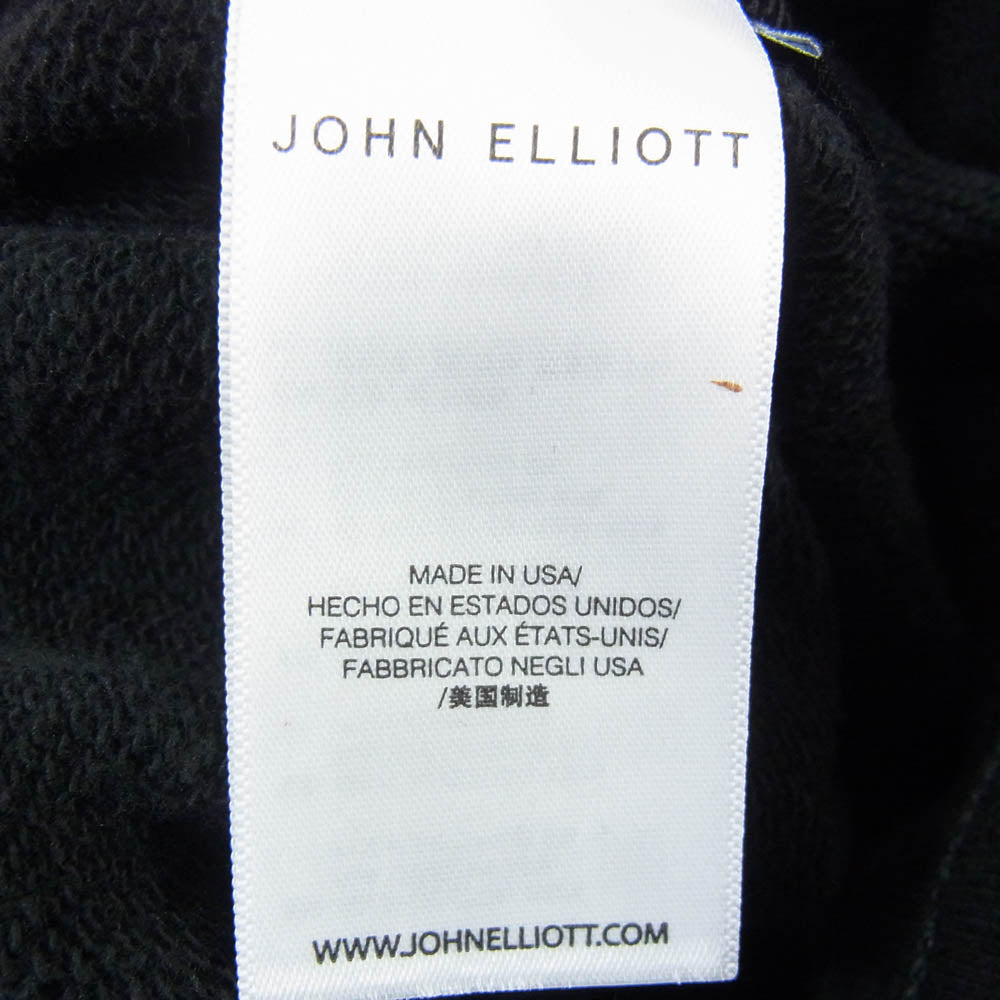 JOHN ELLIOTT
MADE IN USA/
HECHO EN ESTADOS UNIDOS/
FABRIQUÉ AUX ÉTATS-UNIS/
FABBRICATO NEGLI USA
/美国制造
WWW.JOHNELLIOTT.COM